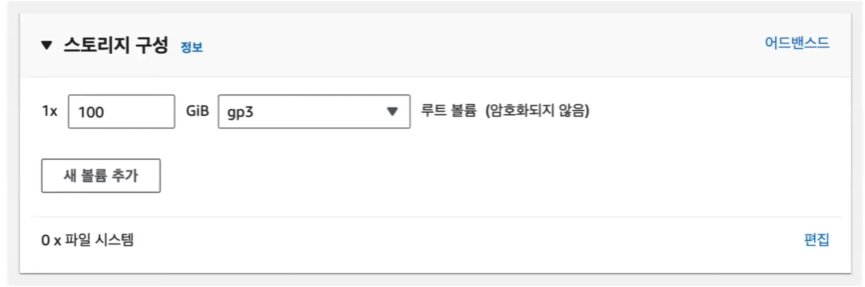 ▼ 스토리지 구성 정보 어드밴스드
1x 100 GiB gp3 ▼ 루트 볼륨 (암호화되지 않음)
새 볼륨 추가
0 x 파일 시스템 편집